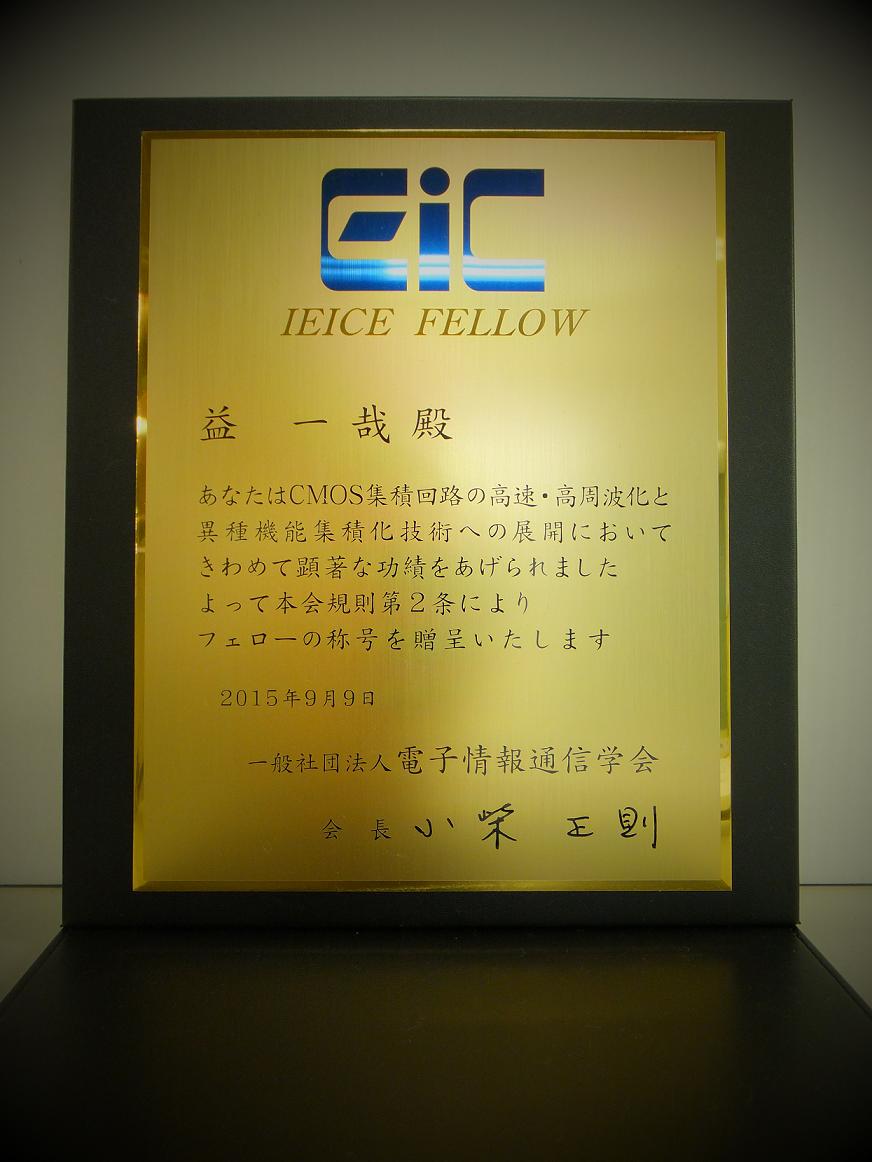 EiC
IEICE FELLOW
益 一哉 殿
あなたはCMOS集積回路の高速・高周波化と
異種機能集積化技術への展開において
きわめて顕著な功績をあげられました
よって本会規則第2条により
フェローの称号を贈呈いたします
2015年9月9日
一般社団法人電子情報通信学会
会 長 小柴 正則